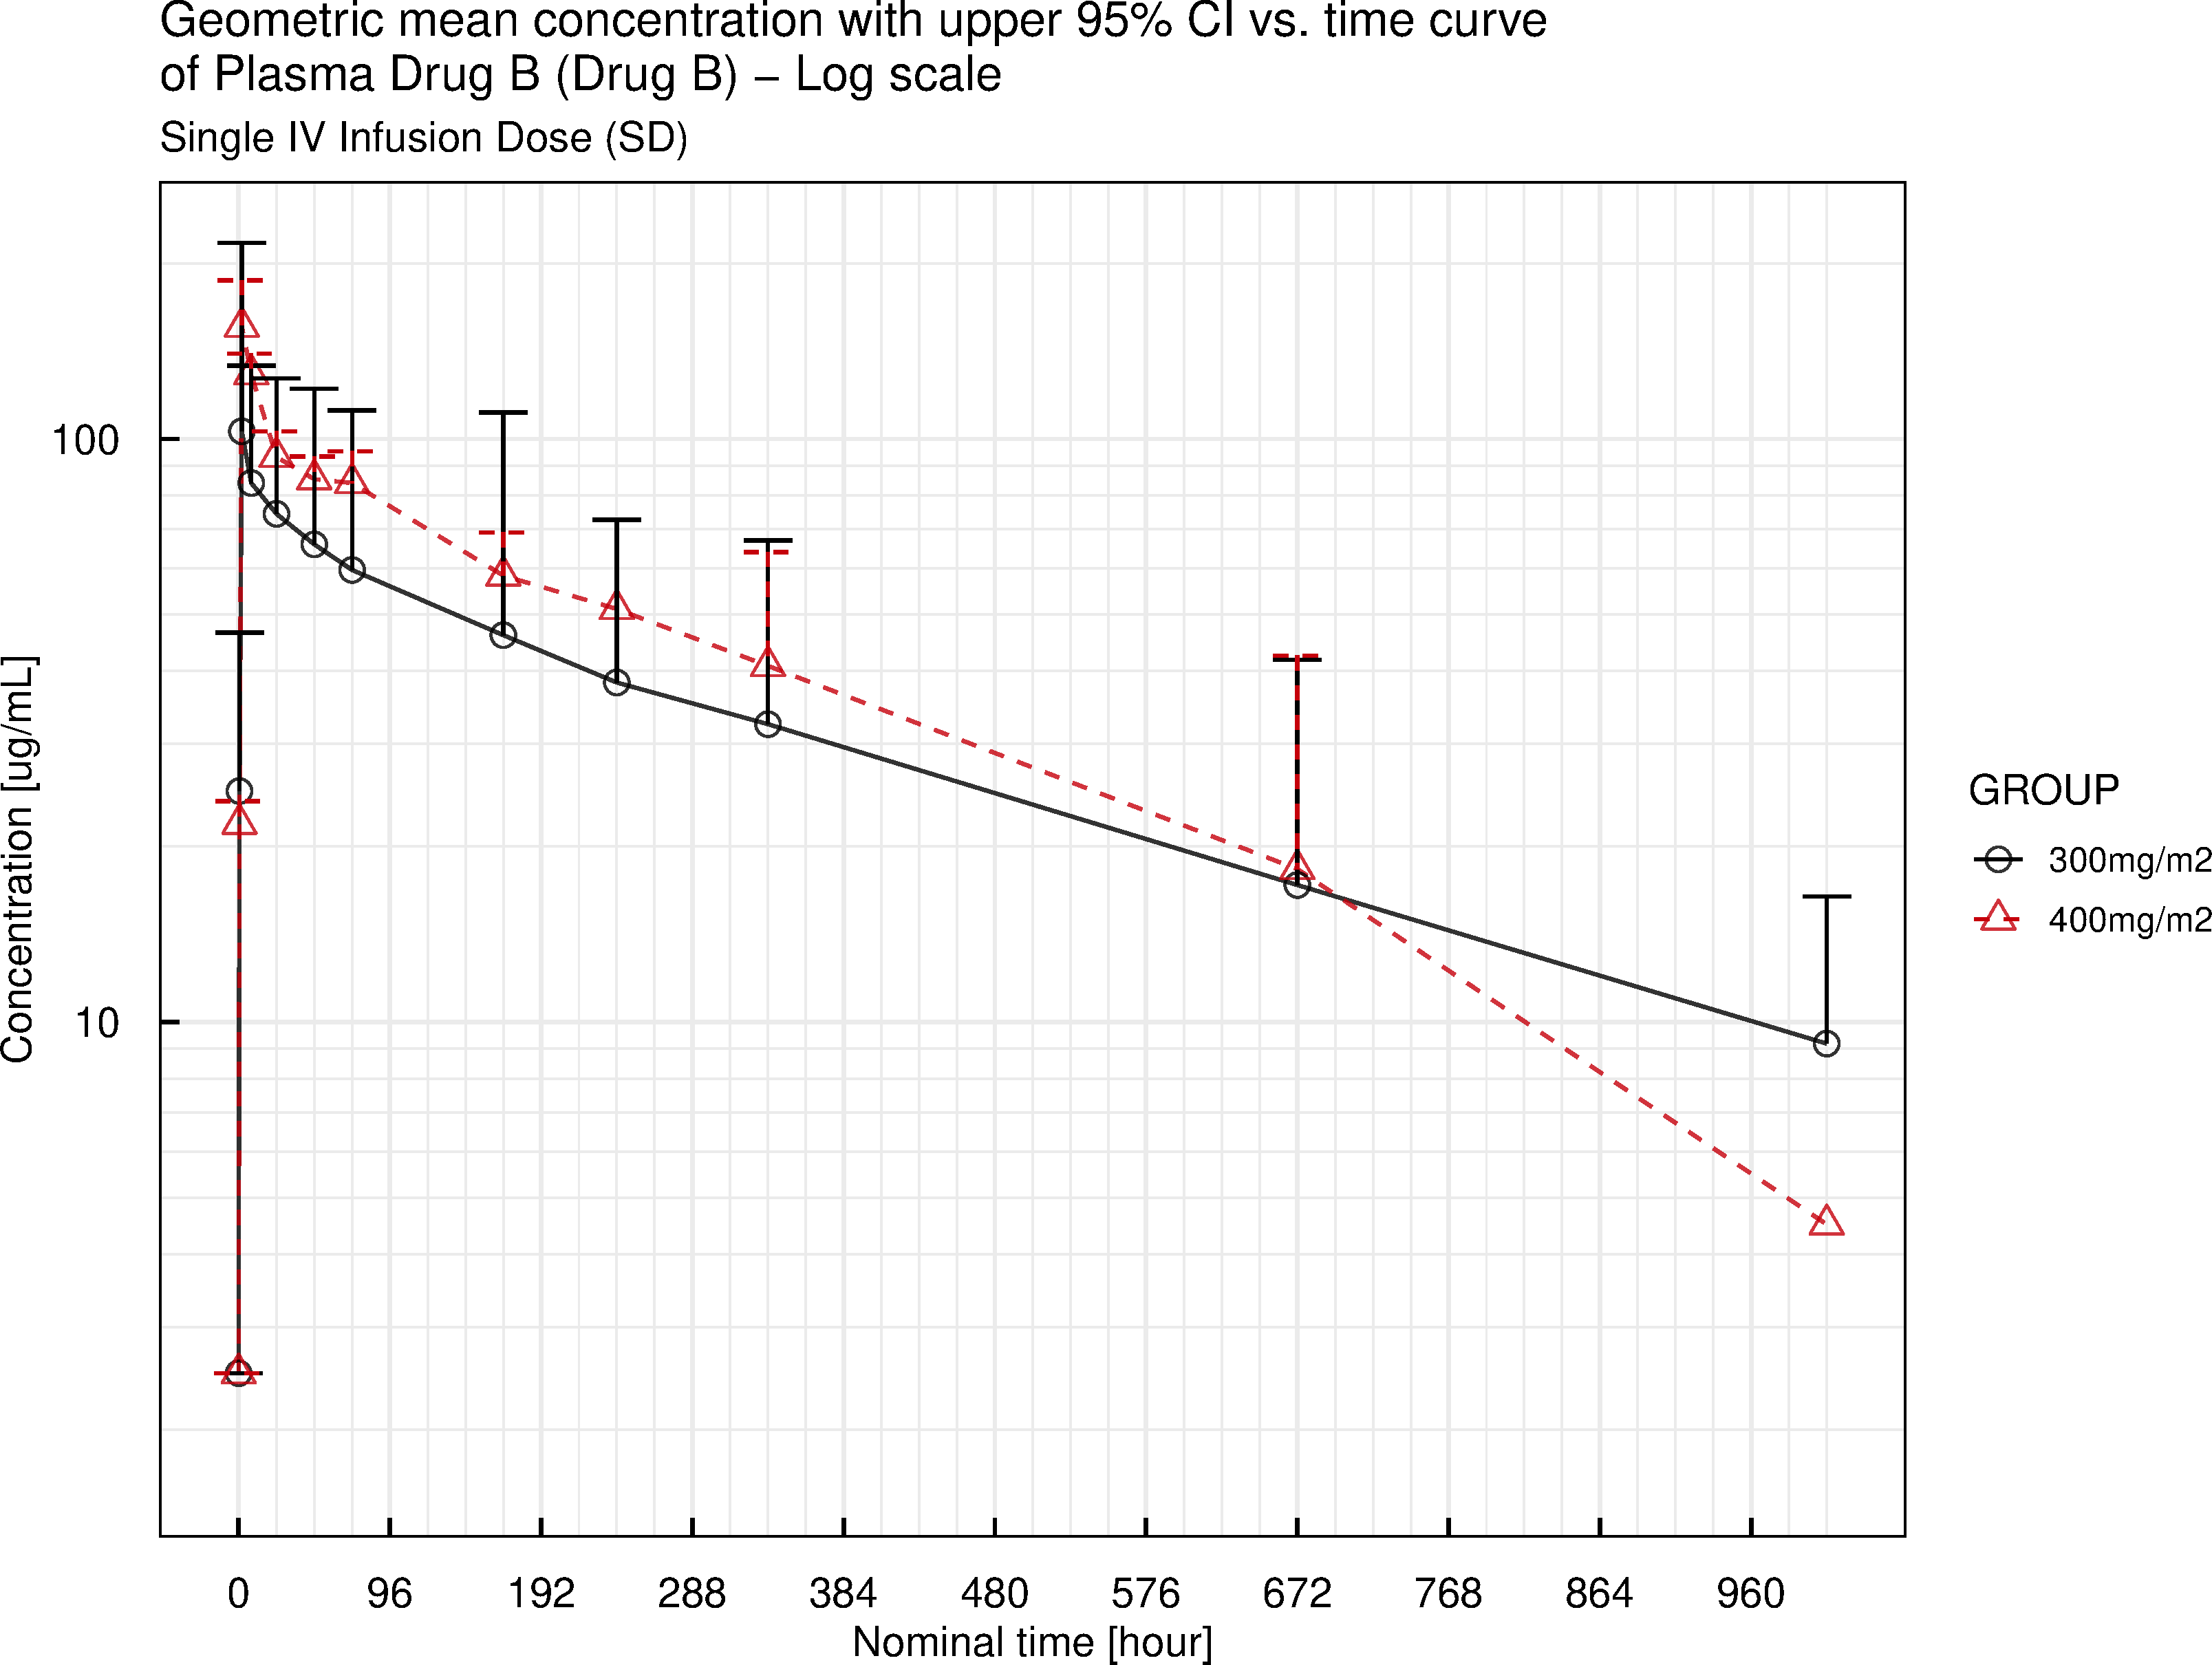 Geometric mean concentration with upper 95% CI vs. time curve
of Plasma Drug B (Drug B) − Log scale
Single IV Infusion Dose (SD)
Concentration [ug/mL]
100
10
0 96 192 288 384 480 576 672 768 864 960
Nominal time [hour]
GROUP
300mg/m2
400mg/m2